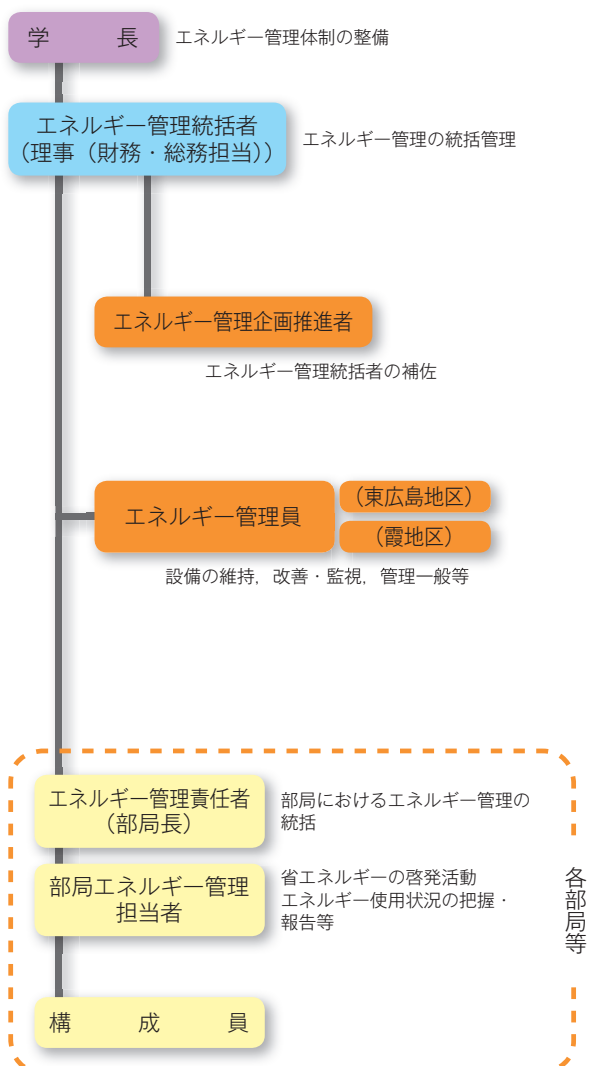 学　長
エネルギー管理体制の整備
エネルギー管理統括者
（理事（財務・総務担当））
エネルギー管理の統括管理
エネルギー管理企画推進者
エネルギー管理統括者の補佐
エネルギー管理員
（東広島地区）
（霞地区）
設備の維持，改善・監視，管理一般等
エネルギー管理責任者
（部局長）
部局におけるエネルギー管理の
統括
部局エネルギー管理
担当者
省エネルギーの啓発活動
エネルギー使用状況の把握・
報告等
各部局等
構　成　員